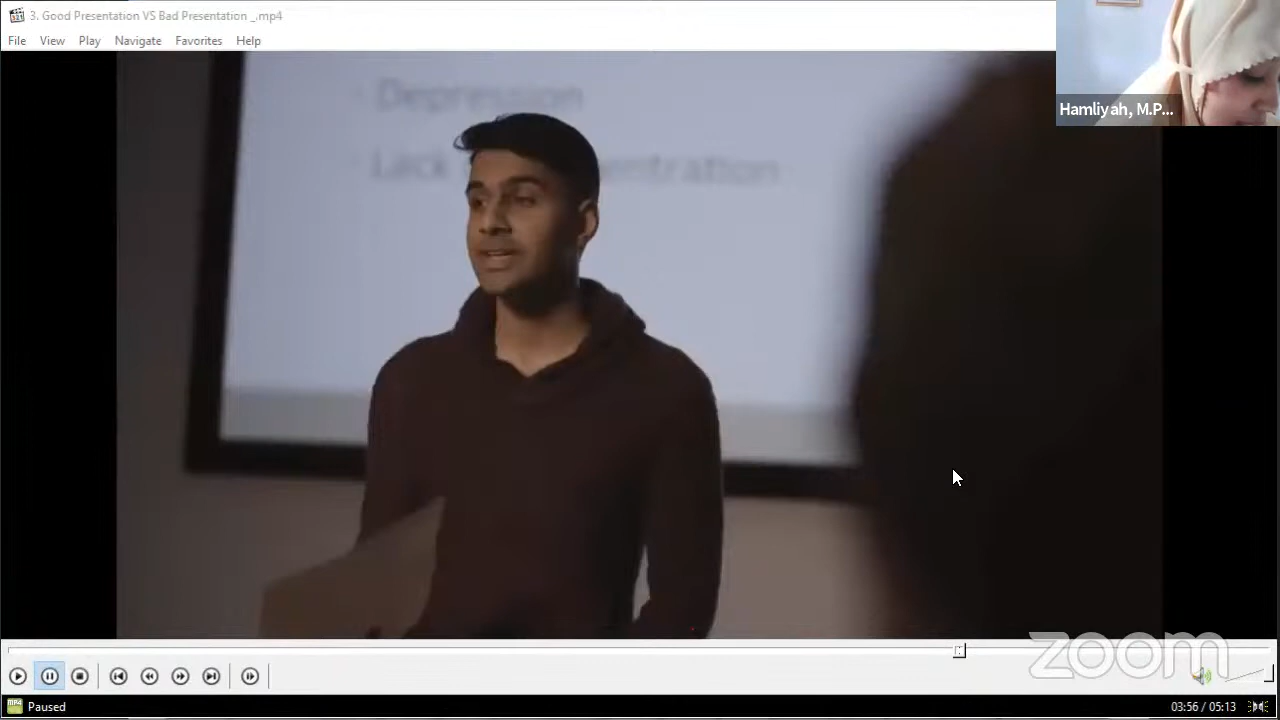 3. Good Presentation VS Bad Presentation _.mp4
File View Play Navigate Favorites Help
Hamliyah, M.P...
Depression
Lack entration
zoom
Paused
03:56 / 05:13